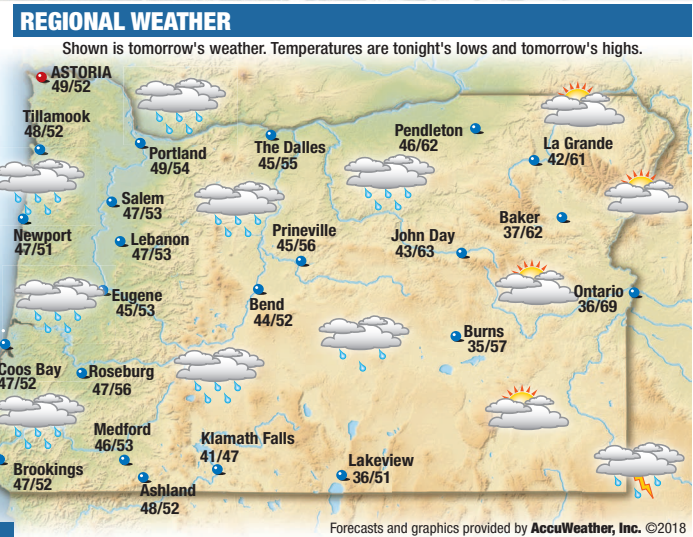 REGIONAL WEATHER
Shown is tomorrow's weather. Temperatures are tonight's lows and tomorrow's highs.
ASTORIA
49/52
Tillamook
48/52
Portland
49/54
The Dalles
45/55
Pendleton
46/62
La Grande
42/61
Salem
47/53
Newport
47/51
Lebanon
47/53
Prineville
45/56
John Day
43/63
Baker
37/62
Eugene
45/53
Bend
44/52
Ontario
36/69
Burns
35/57
Coos Bay
47/52
Roseburg
47/56
Medford
46/53
Klamath Falls
41/47
Lakeview
36/51
Brookings
47/52
Ashland
48/52
Forecasts and graphics provided by AccuWeather, Inc. ©2018